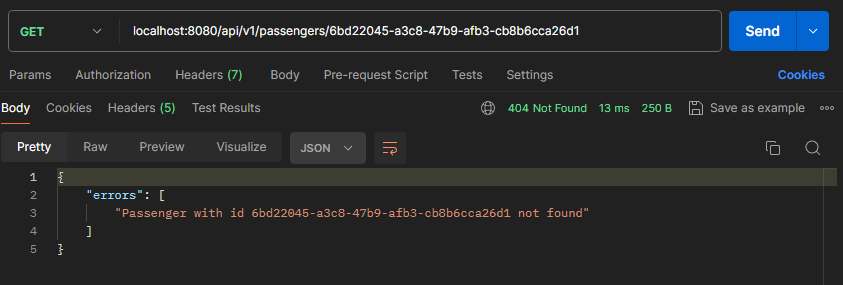 GET localhost:8080/api/v1/passengers/6bd22045-a3c8-47b9-afb3-cb8b6cca26d1 Send
Params Authorization Headers (7) Body Pre-request Script Tests Settings Cookies
Body Cookies Headers (5) Test Results 404 Not Found 13 ms 250 B Save as example
Pretty Raw Preview Visualize JSON
1 {
2 "errors": [
3 "Passenger with id 6bd22045-a3c8-47b9-afb3-cb8b6cca26d1 not found"
4 ]
5 }